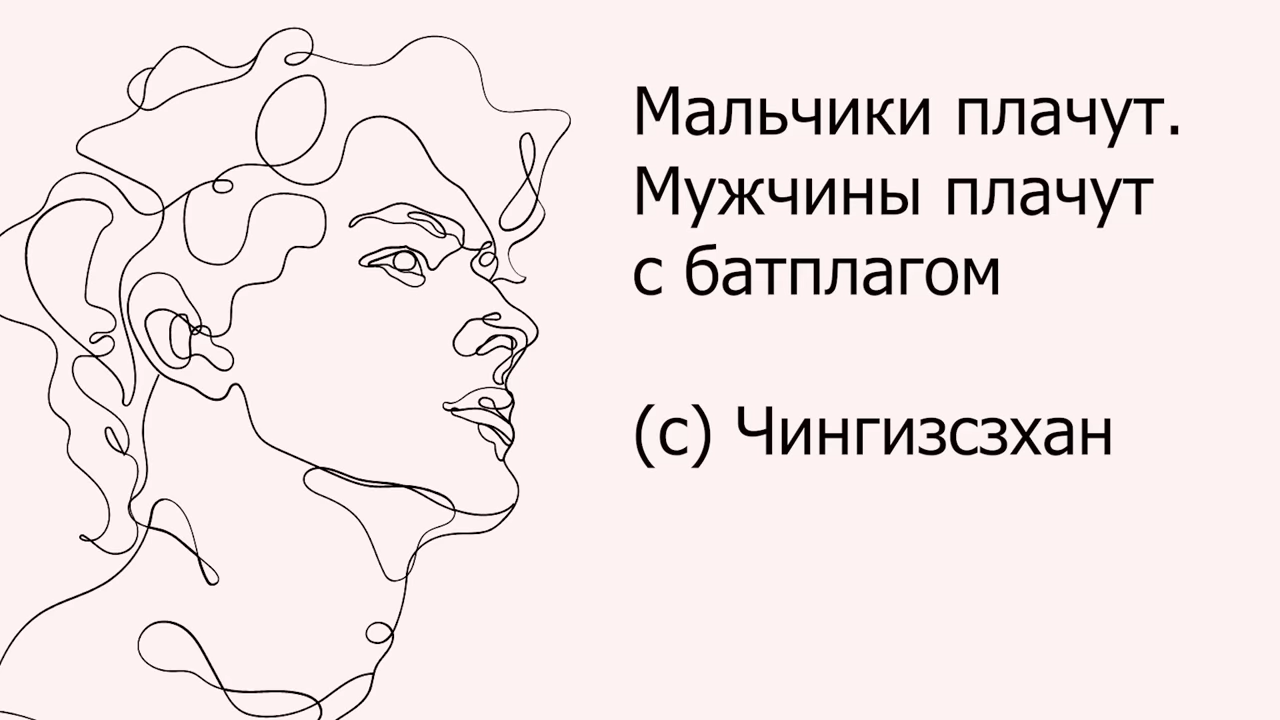 Мальчики плачут.
Мужчины плачут
с батплагом
(с) Чингизсзхан